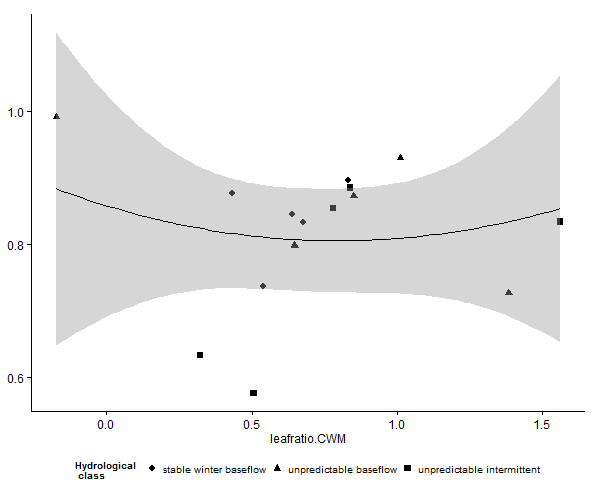 1.0
0.8
0.6
0.0 0.5 1.0 1.5
leafratio.CWM
Hydrological
class
stable winter baseflow unpredictable baseflow unpredictable intermittent